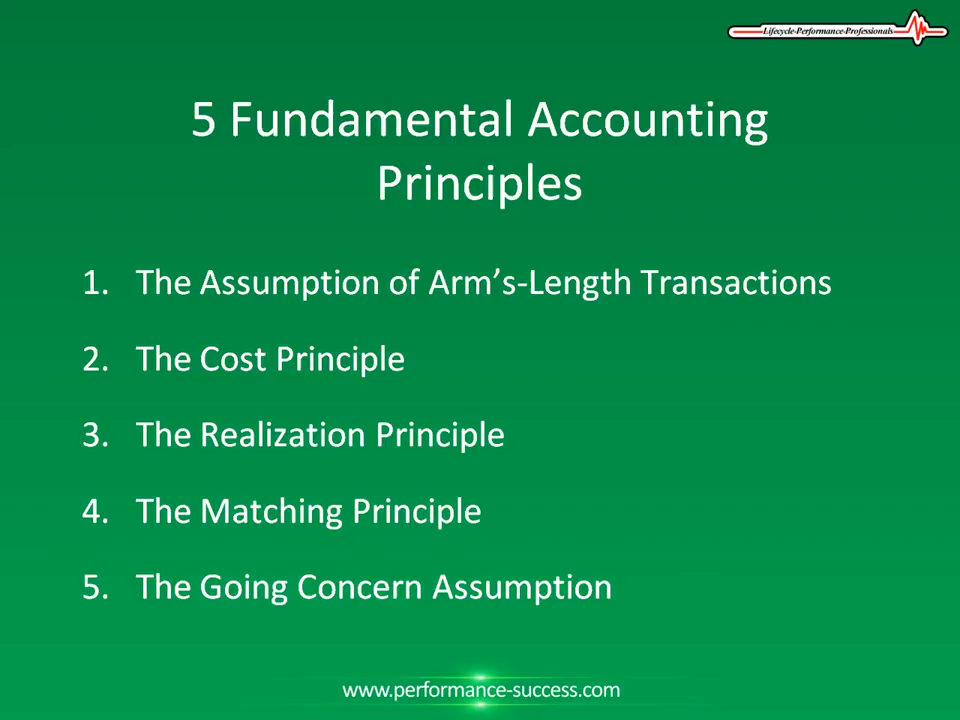 Lifecycle-Performance-Professionals
5 Fundamental Accounting
Principles
1. The Assumption of Arm’s-Length Transactions
2. The Cost Principle
3. The Realization Principle
4. The Matching Principle
5. The Going Concern Assumption
www.performance-success.com